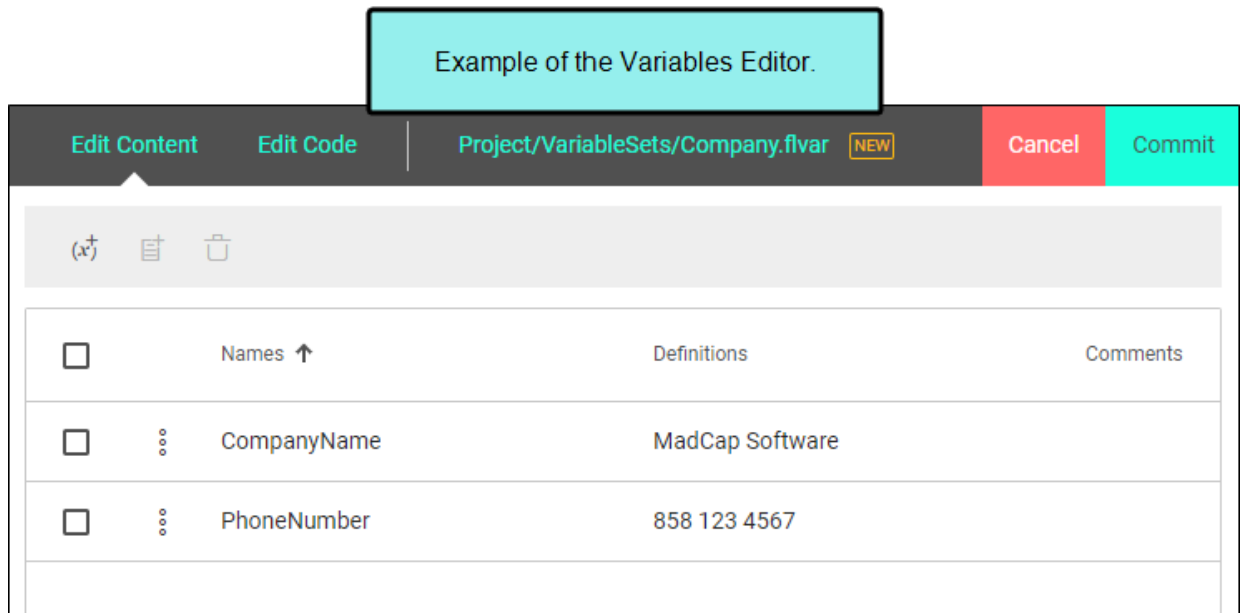 Example of the Variables Editor.
Edit Content Edit Code Project/VariableSets/Company.flvar NEW Cancel Commit
(x)
Names Definitions Comments
CompanyName MadCap Software
PhoneNumber 858 123 4567